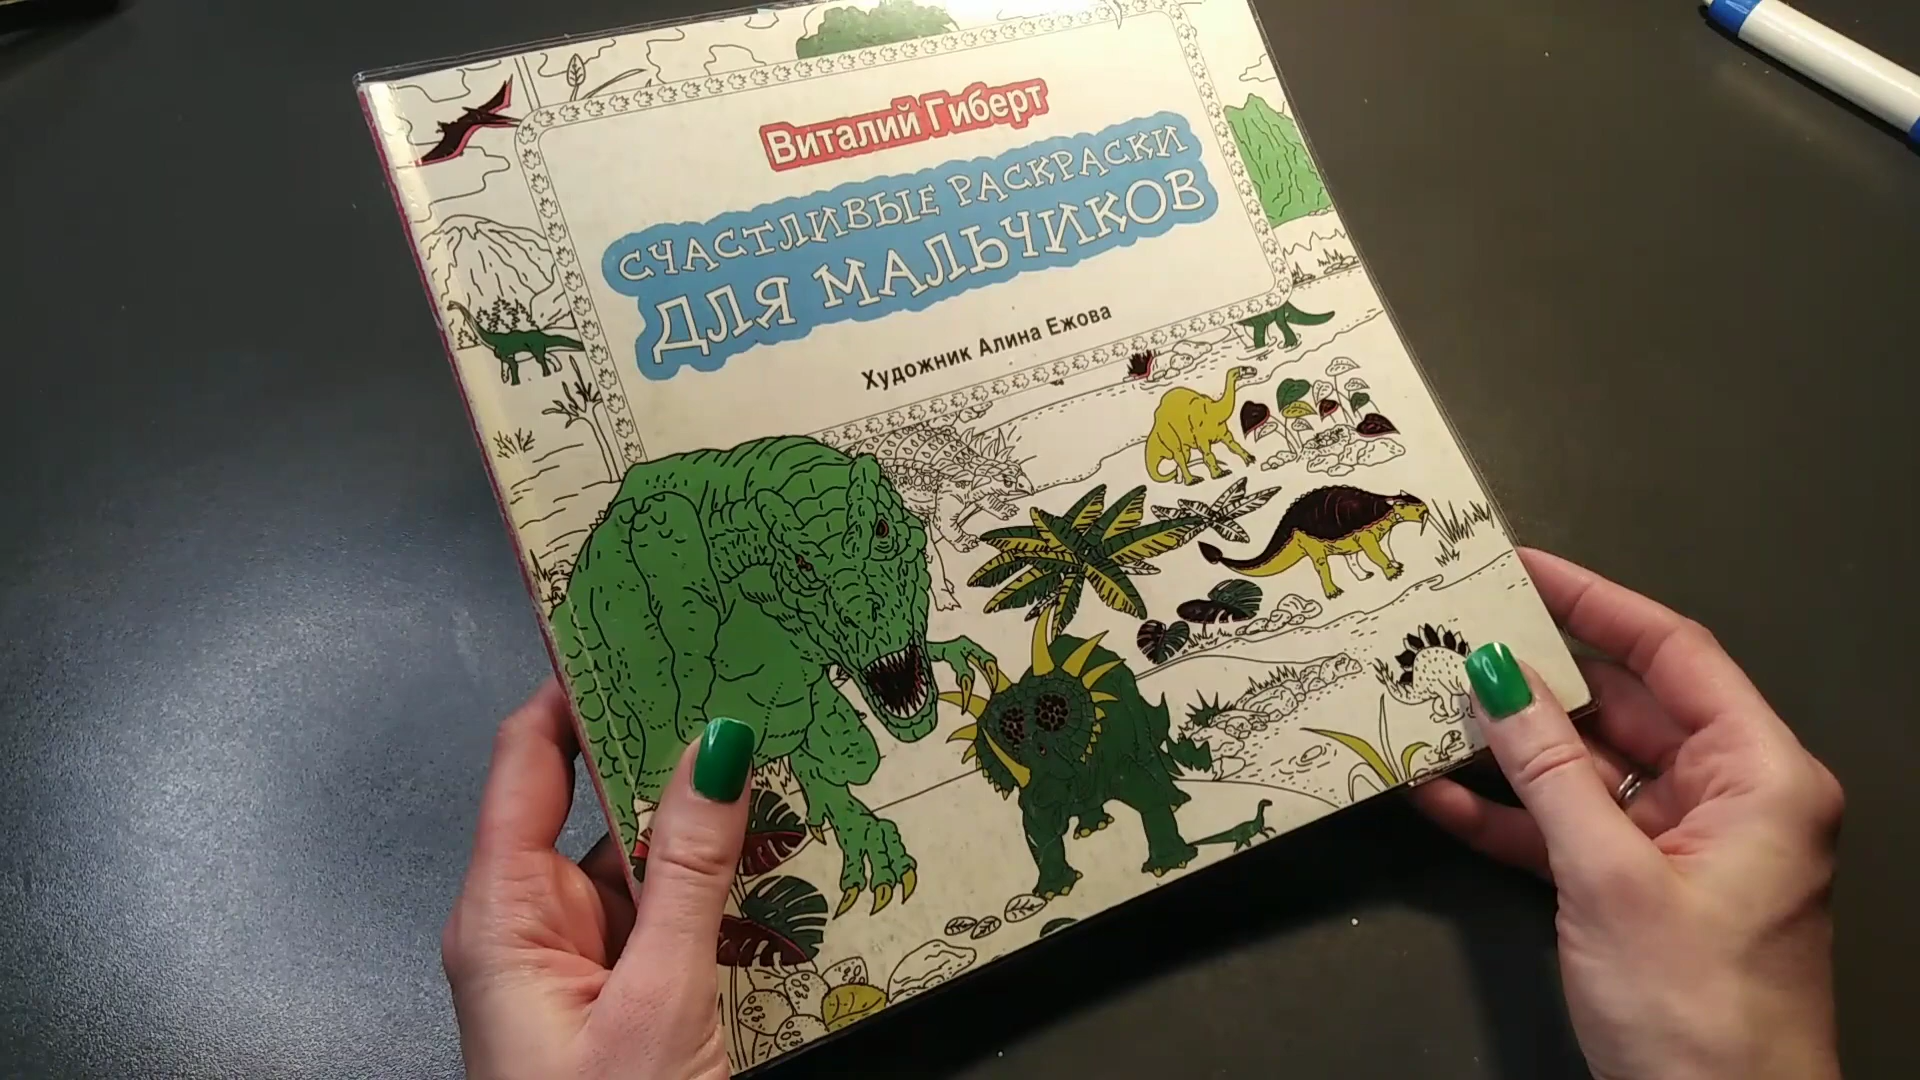 Виталий Гиберт
СЧАСТЛИВЫЕ РАСКРАСКИ
ДЛЯ МАЛЬЧИКОВ
Художник Алина Ежова